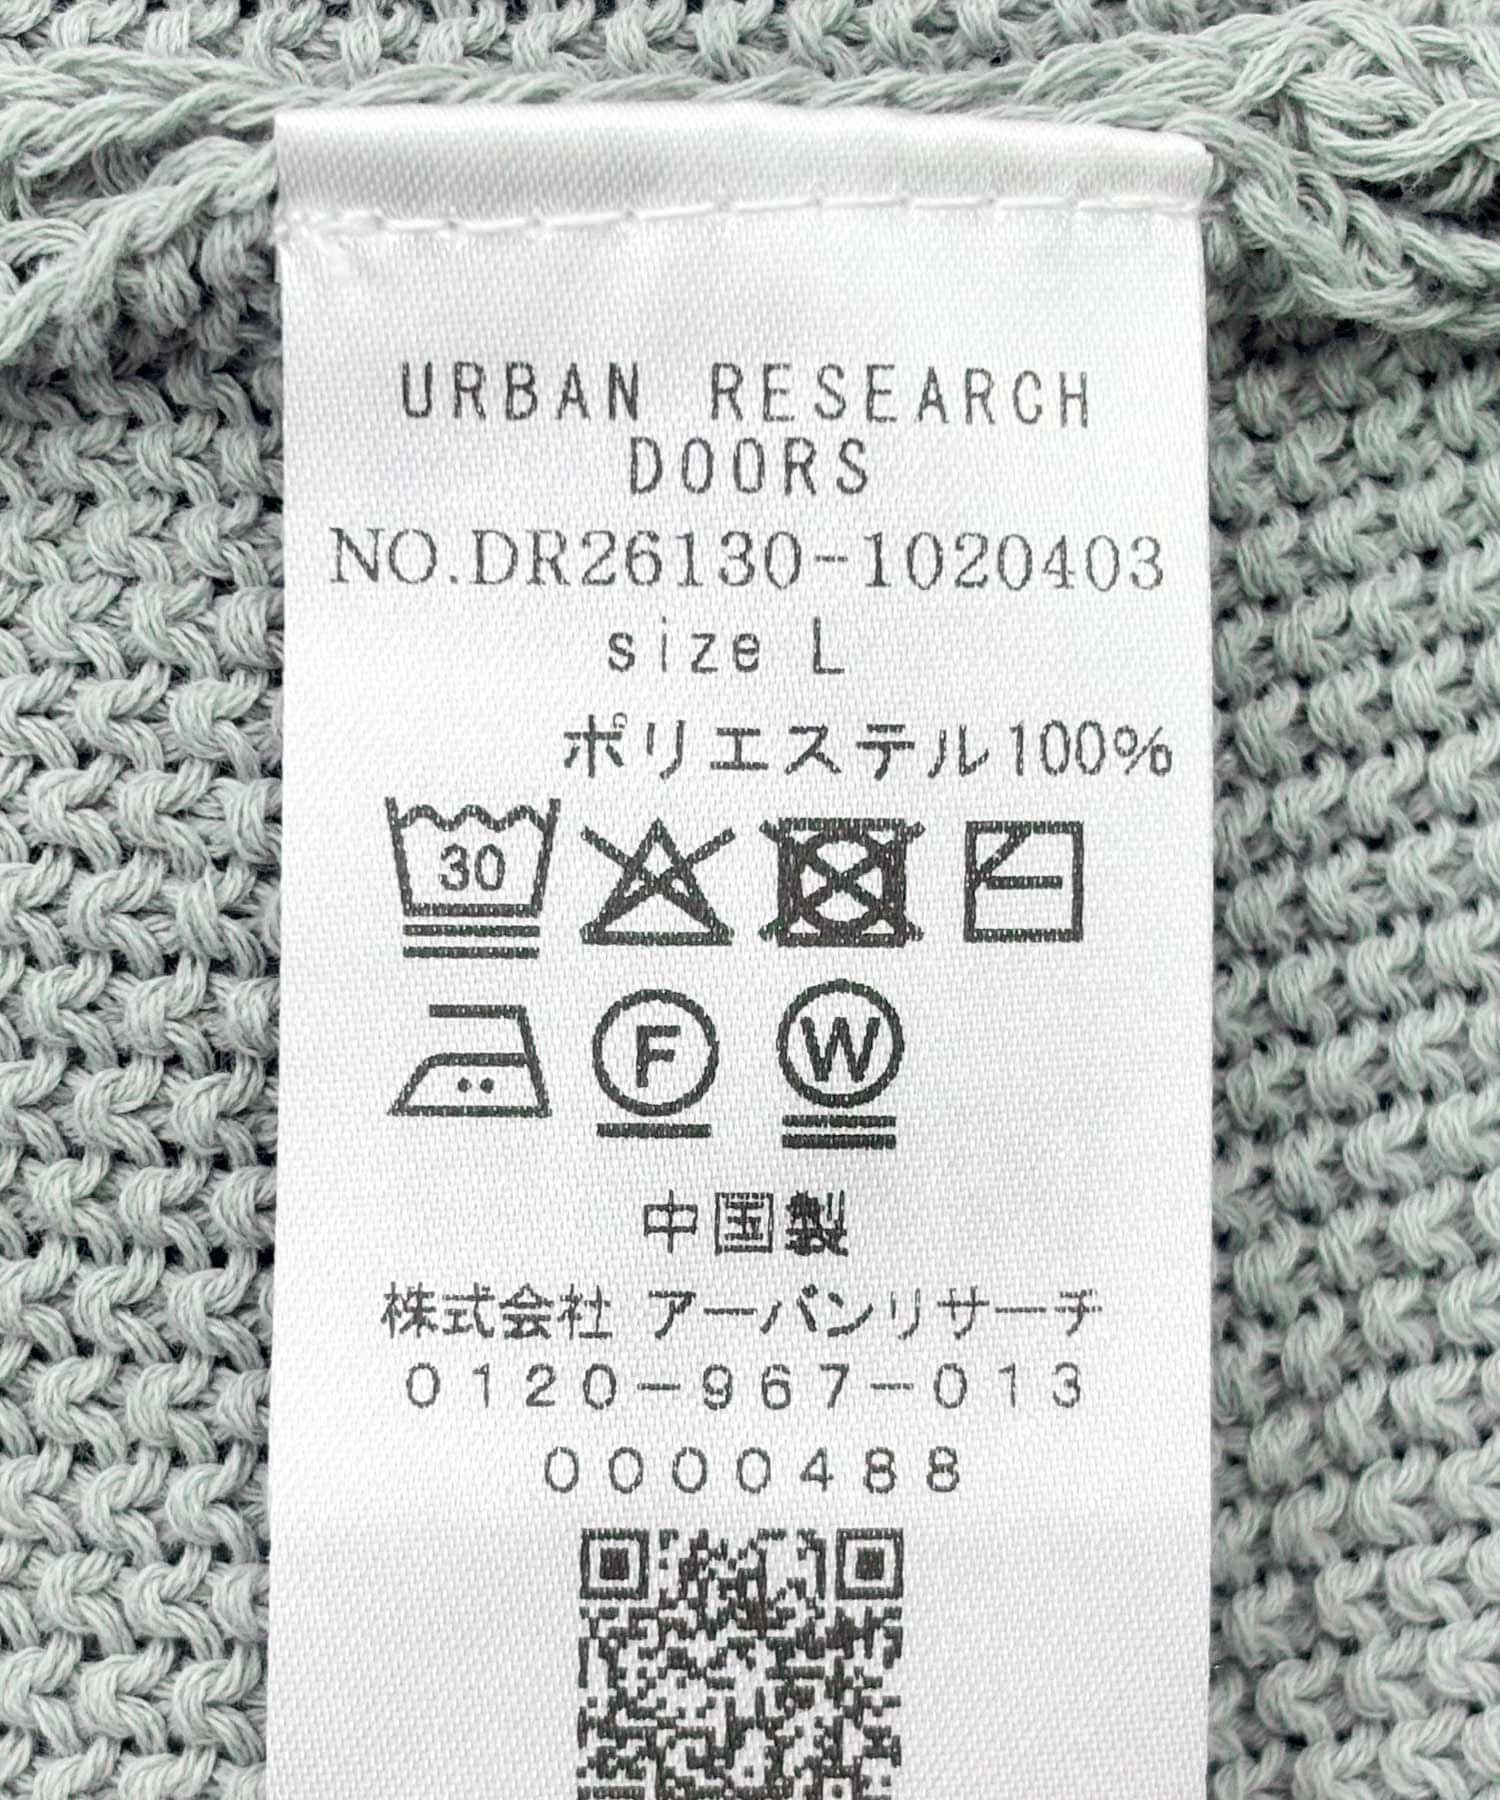 URBAN RESEARCH
DOORS
NO.DR26130-1020403
size L
ポリエステル100%
30
F
W
中国製
株式会社 アーバンリサーチ
0120-967-013
0000488